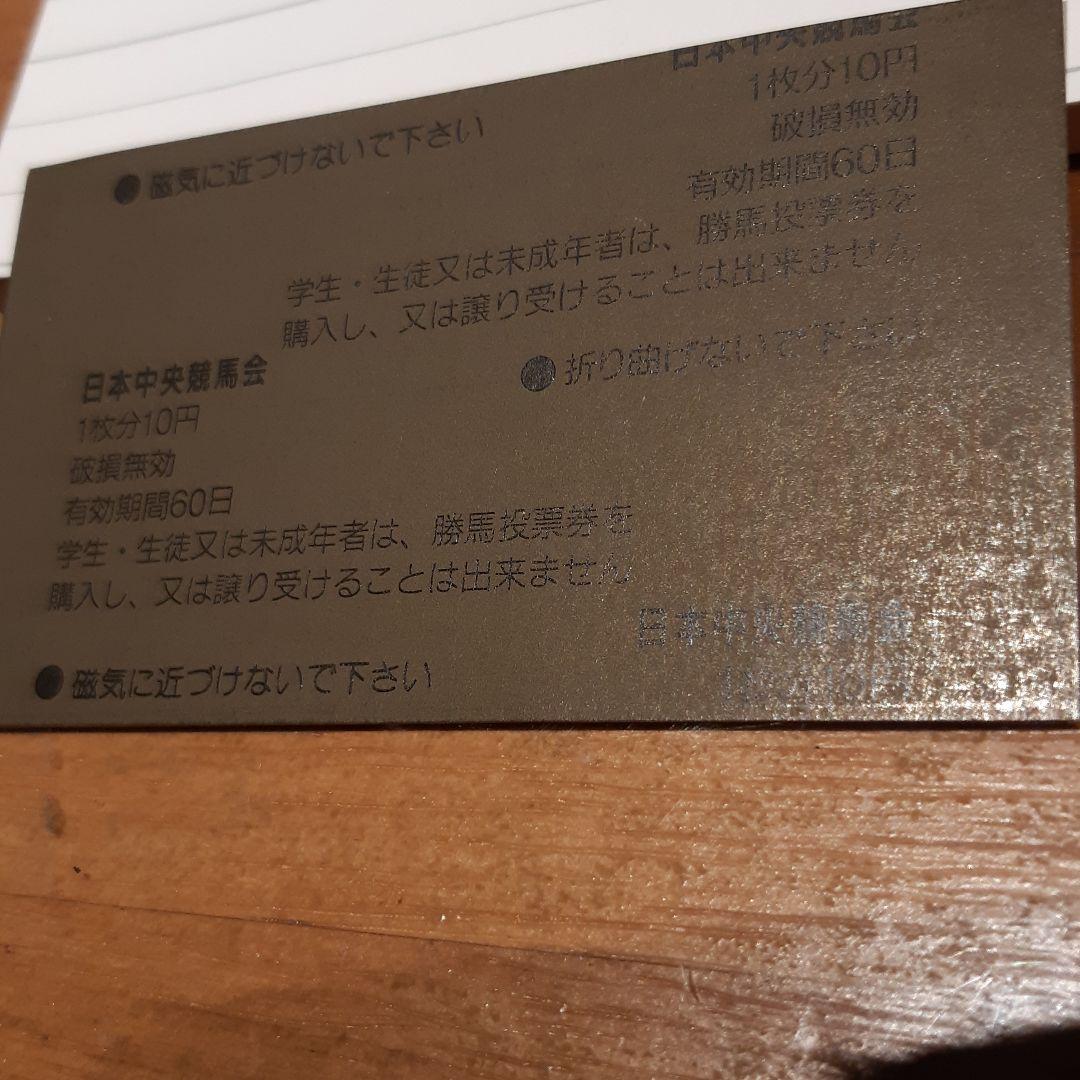 日本中央競馬会
1枚分10円
破損無効
有効期間60日
学生・生徒又は未成年者は、勝馬投票券を
購入し、又は譲り受けることは出来ません
●磁気に近づけないで下さい
●折り曲げないで下さい
日本中央競馬会
1枚分10円
破損無効
有効期間60日
学生・生徒又は未成年者は、勝馬投票券を
購入し、又は譲り受けることは出来ません
●磁気に近づけないで下さい
日本中央競馬会
1枚分10円